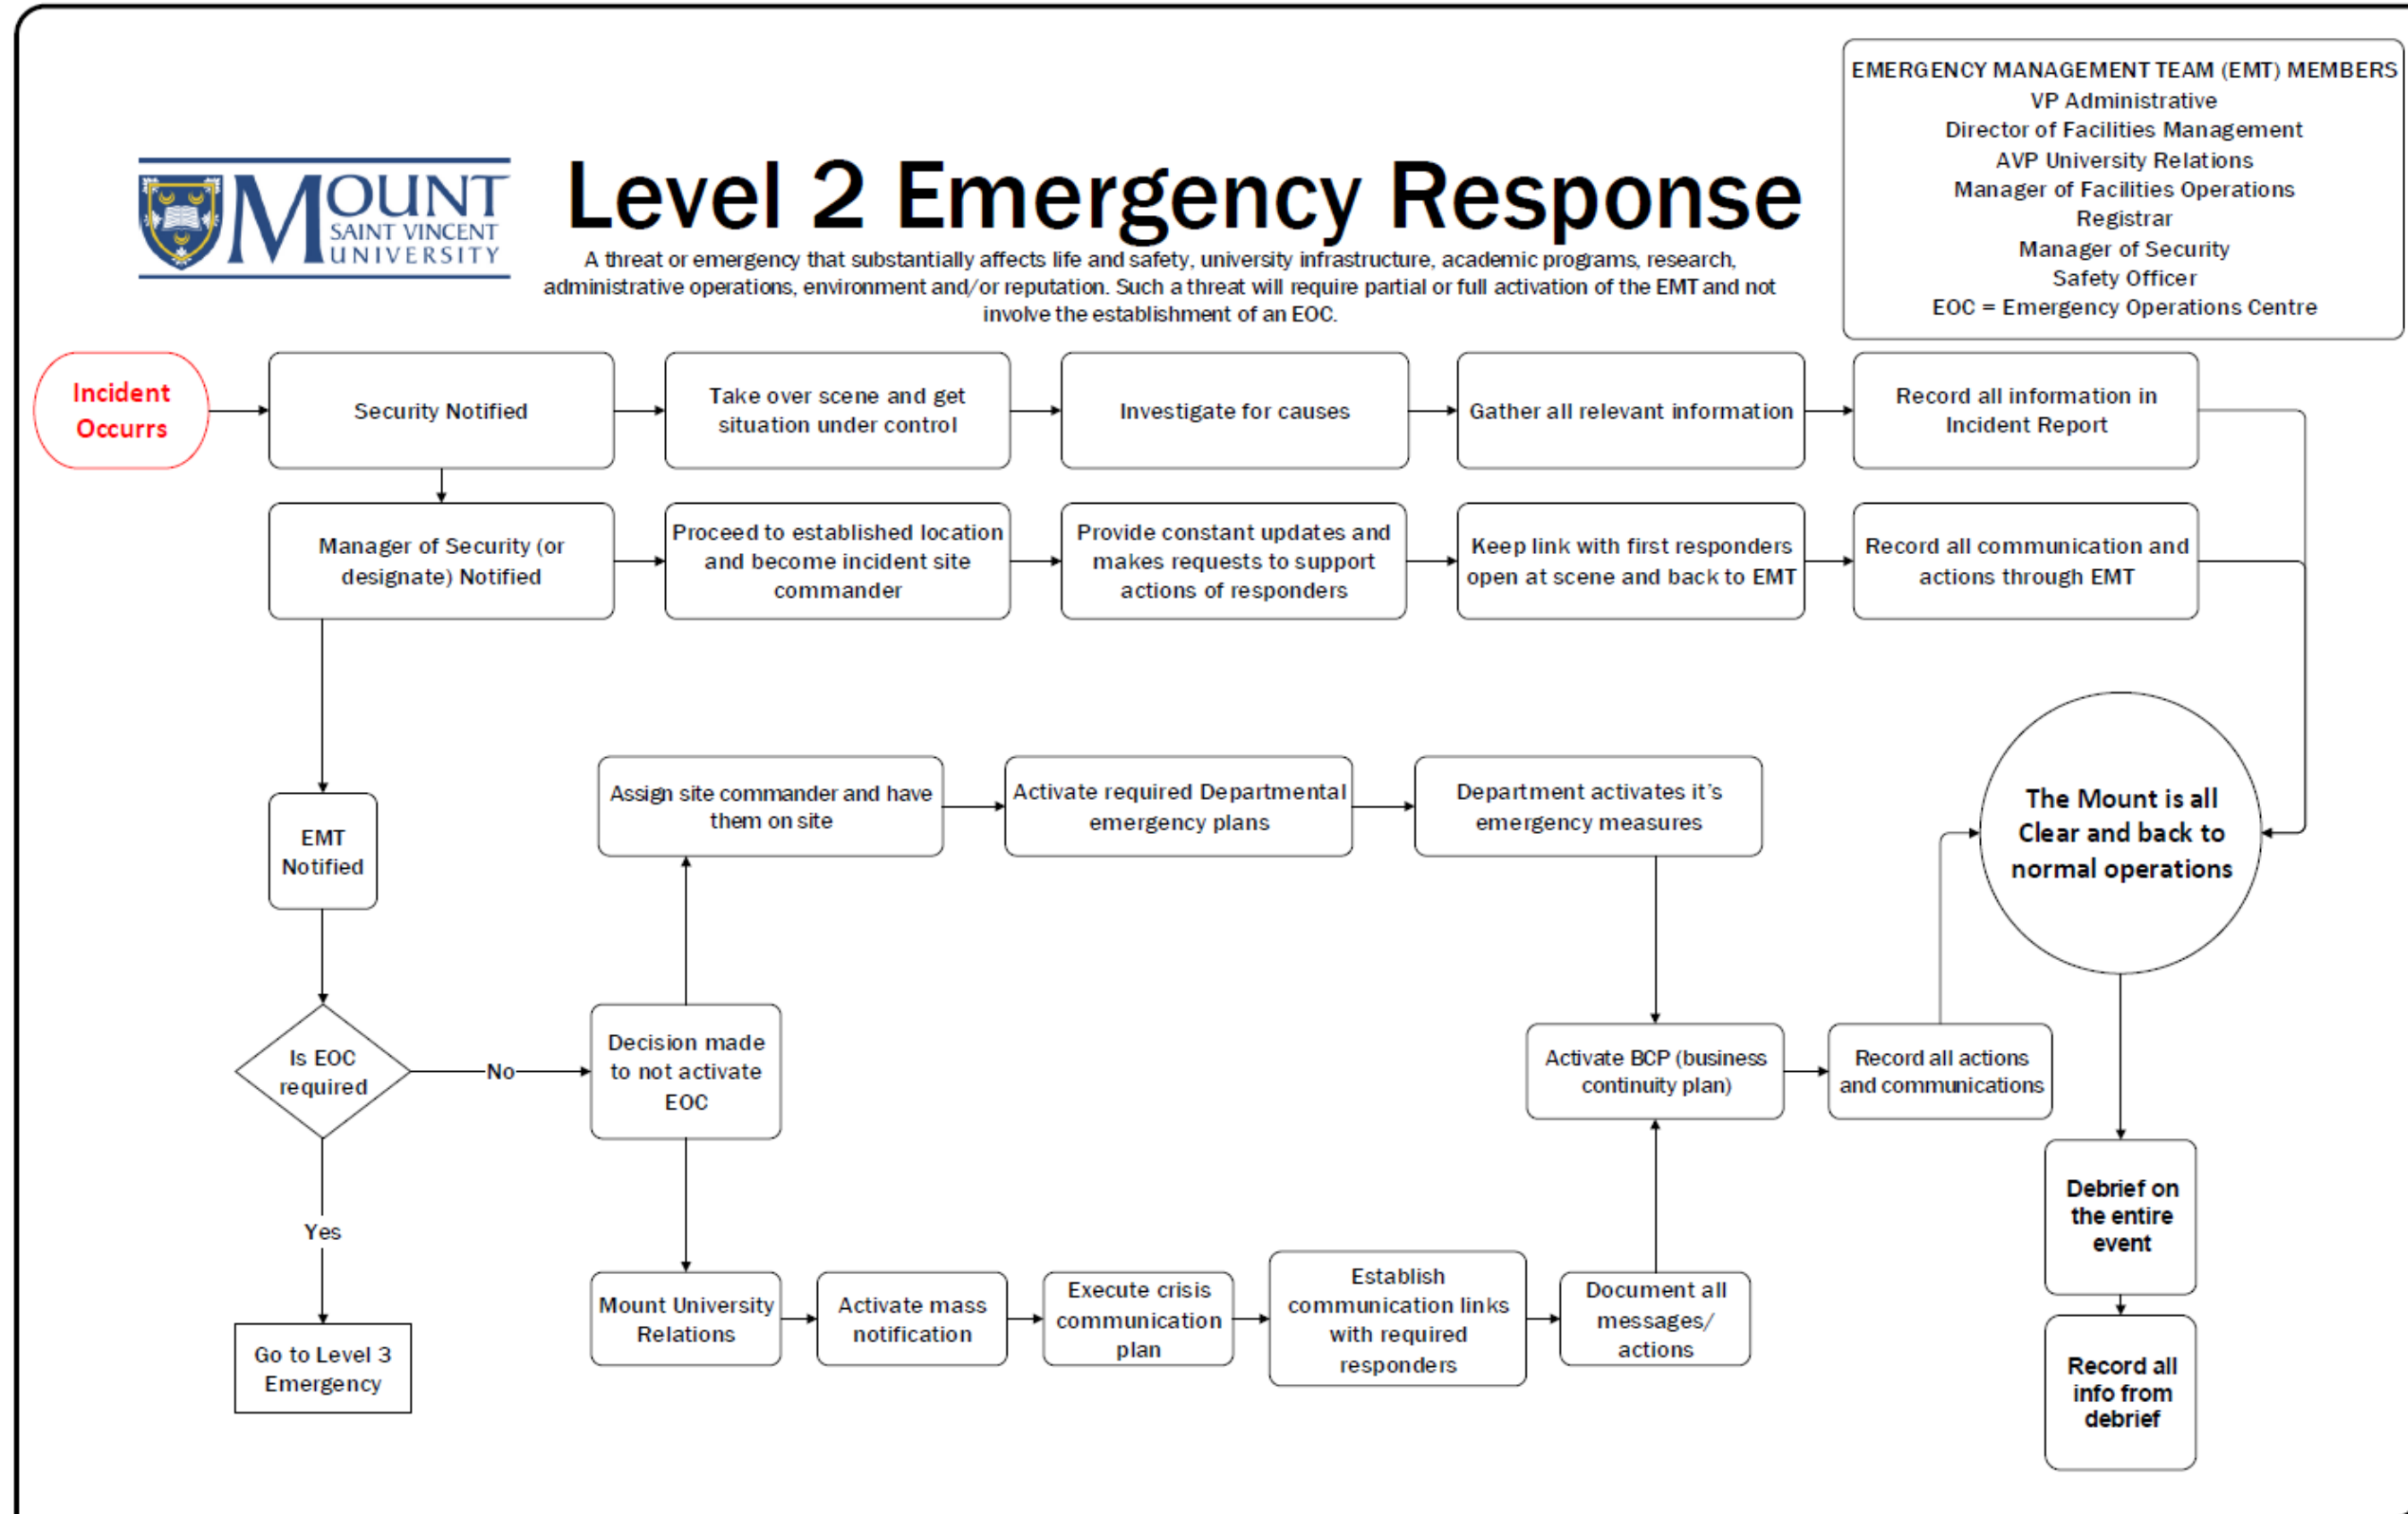 EMERGENCY MANAGEMENT TEAM (EMT) MEMBERS
VP Administrative
Director of Facilities Management
AVP University Relations
Manager of Facilities Operations
Registrar
Manager of Security
Safety Officer
EOC = Emergency Operations Centre
MOUNT
SAINT VINCENT
UNIVERSITY
Level 2 Emergency Response
A threat or emergency that substantially affects life and safety, university infrastructure, academic programs, research,
administrative operations, environment and/or reputation. Such a threat will require partial or full activation of the EMT and not
involve the establishment of an EOC.
Incident
Occurrs
Security Notified
Take over scene and get
situation under control
Investigate for causes
Gather all relevant information
Record all information in
Incident Report
Manager of Security (or
designate) Notified
Proceed to established location
and become incident site
commander
Provide constant updates and
makes requests to support
actions of responders
Keep link with first responders
open at scene and back to EMT
Record all communication and
actions through EMT
EMT
Notified
Assign site commander and have
them on site
Activate required Departmental
emergency plans
Department activates it's
emergency measures
The Mount is all
Clear and back to
normal operations
Is EOC
required
No
Decision made
to not activate
EOC
Activate BCP (business
continuity plan)
Record all actions
and communications
Yes
Go to Level 3
Emergency
Mount University
Relations
Activate mass
notification
Execute crisis
communication
plan
Establish
communication links
with required
responders
Document all
messages/
actions
Debrief on
the entire
event
Record all
info from
debrief